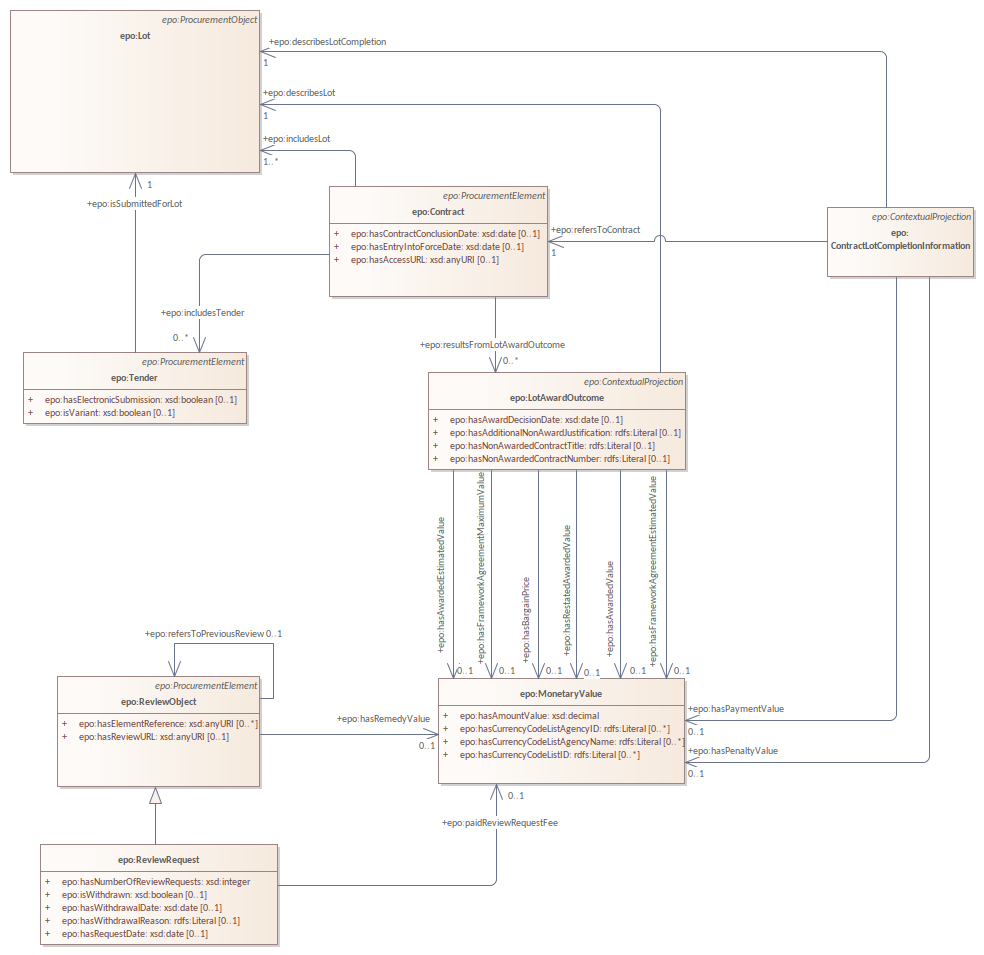 epo:ProcurementObject
epo:Lot
+epo:describesLotCompletion
1
+epo:describesLot
1
+epo:includesLot
1..*
1
+epo:isSubmittedForLot
epo:ProcurementElement
epo:Contract
+ epo:hasContractConclusionDate: xsd:date [0..1]
+ epo:hasEntryIntoForceDate: xsd:date [0..1]
+ epo:hasAccessURL: xsd:anyURI [0..1]
+epo:refersToContract
1
epo:ContextualProjection
epo:
ContractLotCompletionInformation
+epo:includesTender
0..*
+epo:resultsFromLotAwardOutcome
0..*
epo:ProcurementElement
epo:Tender
+ epo:hasElectronicSubmission: xsd:boolean [0..1]
+ epo:isVariant: xsd:boolean [0..1]
epo:ContextualProjection
epo:LotAwardOutcome
+ epo:hasAwardDecisionDate: xsd:date [0..1]
+ epo:hasAdditionalNonAwardJustification: rdfs:Literal [0..1]
+ epo:hasNonAwardedContractTitle: rdfs:Literal [0..1]
+ epo:hasNonAwardedContractNumber: rdfs:Literal [0..1]
+epo:hasAwardedEstimatedValue
0..1
+epo:hasFrameworkAgreementMaximumValue
0..1
+epo:hasBargainPrice
0..1
+epo:hasRestatedAwardedValue
0..1
+epo:hasAwardedValue
0..1
+epo:hasFrameworkAgreementEstimatedValue
0..1
+epo:refersToPreviousReview 0..1
epo:ProcurementElement
epo:ReviewObject
+ epo:hasElementReference: xsd:anyURI [0..*]
+ epo:hasReviewURL: xsd:anyURI [0..1]
+epo:hasRemedyValue
0..1
epo:MonetaryValue
+ epo:hasAmountValue: xsd:decimal
+ epo:hasCurrencyCodeListAgencyID: rdfs:Literal [0..*]
+ epo:hasCurrencyCodeListAgencyName: rdfs:Literal [0..*]
+ epo:hasCurrencyCodeListID: rdfs:Literal [0..*]
+epo:hasPaymentValue
0..1
+epo:hasPenaltyValue
0..1
0..1
+epo:paidReviewRequestFee
epo:ReviewRequest
+ epo:hasNumberOfReviewRequests: xsd:integer
+ epo:isWithdrawn: xsd:boolean [0..1]
+ epo:hasWithdrawalDate: xsd:date [0..1]
+ epo:hasWithdrawalReason: rdfs:Literal [0..1]
+ epo:hasRequestDate: xsd:date [0..1]